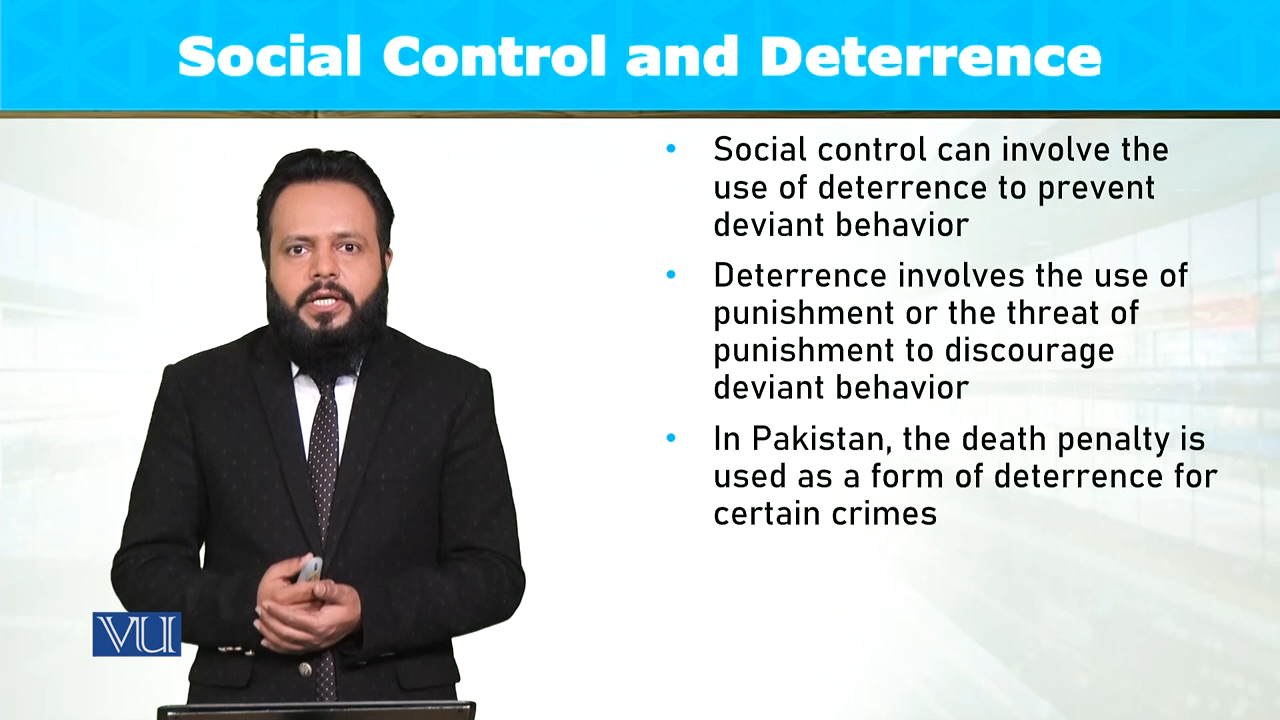 Social Control and Deterrence
• Social control can involve the
use of deterrence to prevent
deviant behavior
• Deterrence involves the use of
punishment or the threat of
punishment to discourage
deviant behavior
• In Pakistan, the death penalty is
used as a form of deterrence for
certain crimes
VU